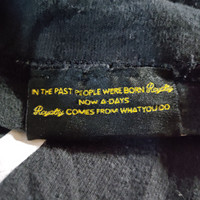 IN THE PAST, PEOPLE WERE BORN Royalty
NOW-A-DAYS
Royalty COMES FROM WHAT YOU DO